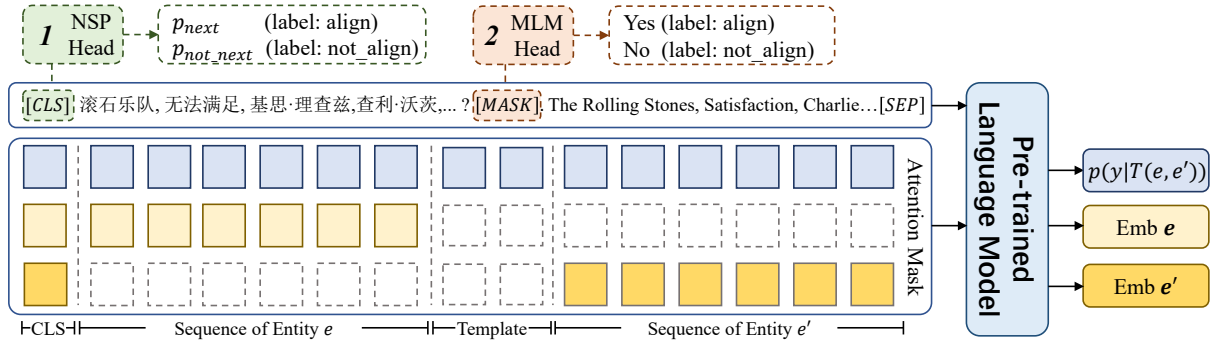 1 NSP Head
p_next (label: align)
p_not_next (label: not_align)
2 MLM Head
Yes (label: align)
No (label: not_align)
[CLS] 滚石乐队, 无法满足, 基思·理查兹,查利·沃茨,... ? [MASK]. The Rolling Stones, Satisfaction, Charlie…[SEP]
Attention Mask
CLS
Sequence of Entity e
Template
Sequence of Entity e′
Pre-trained Language Model
p(y|T(e, e′))
Emb e
Emb e′